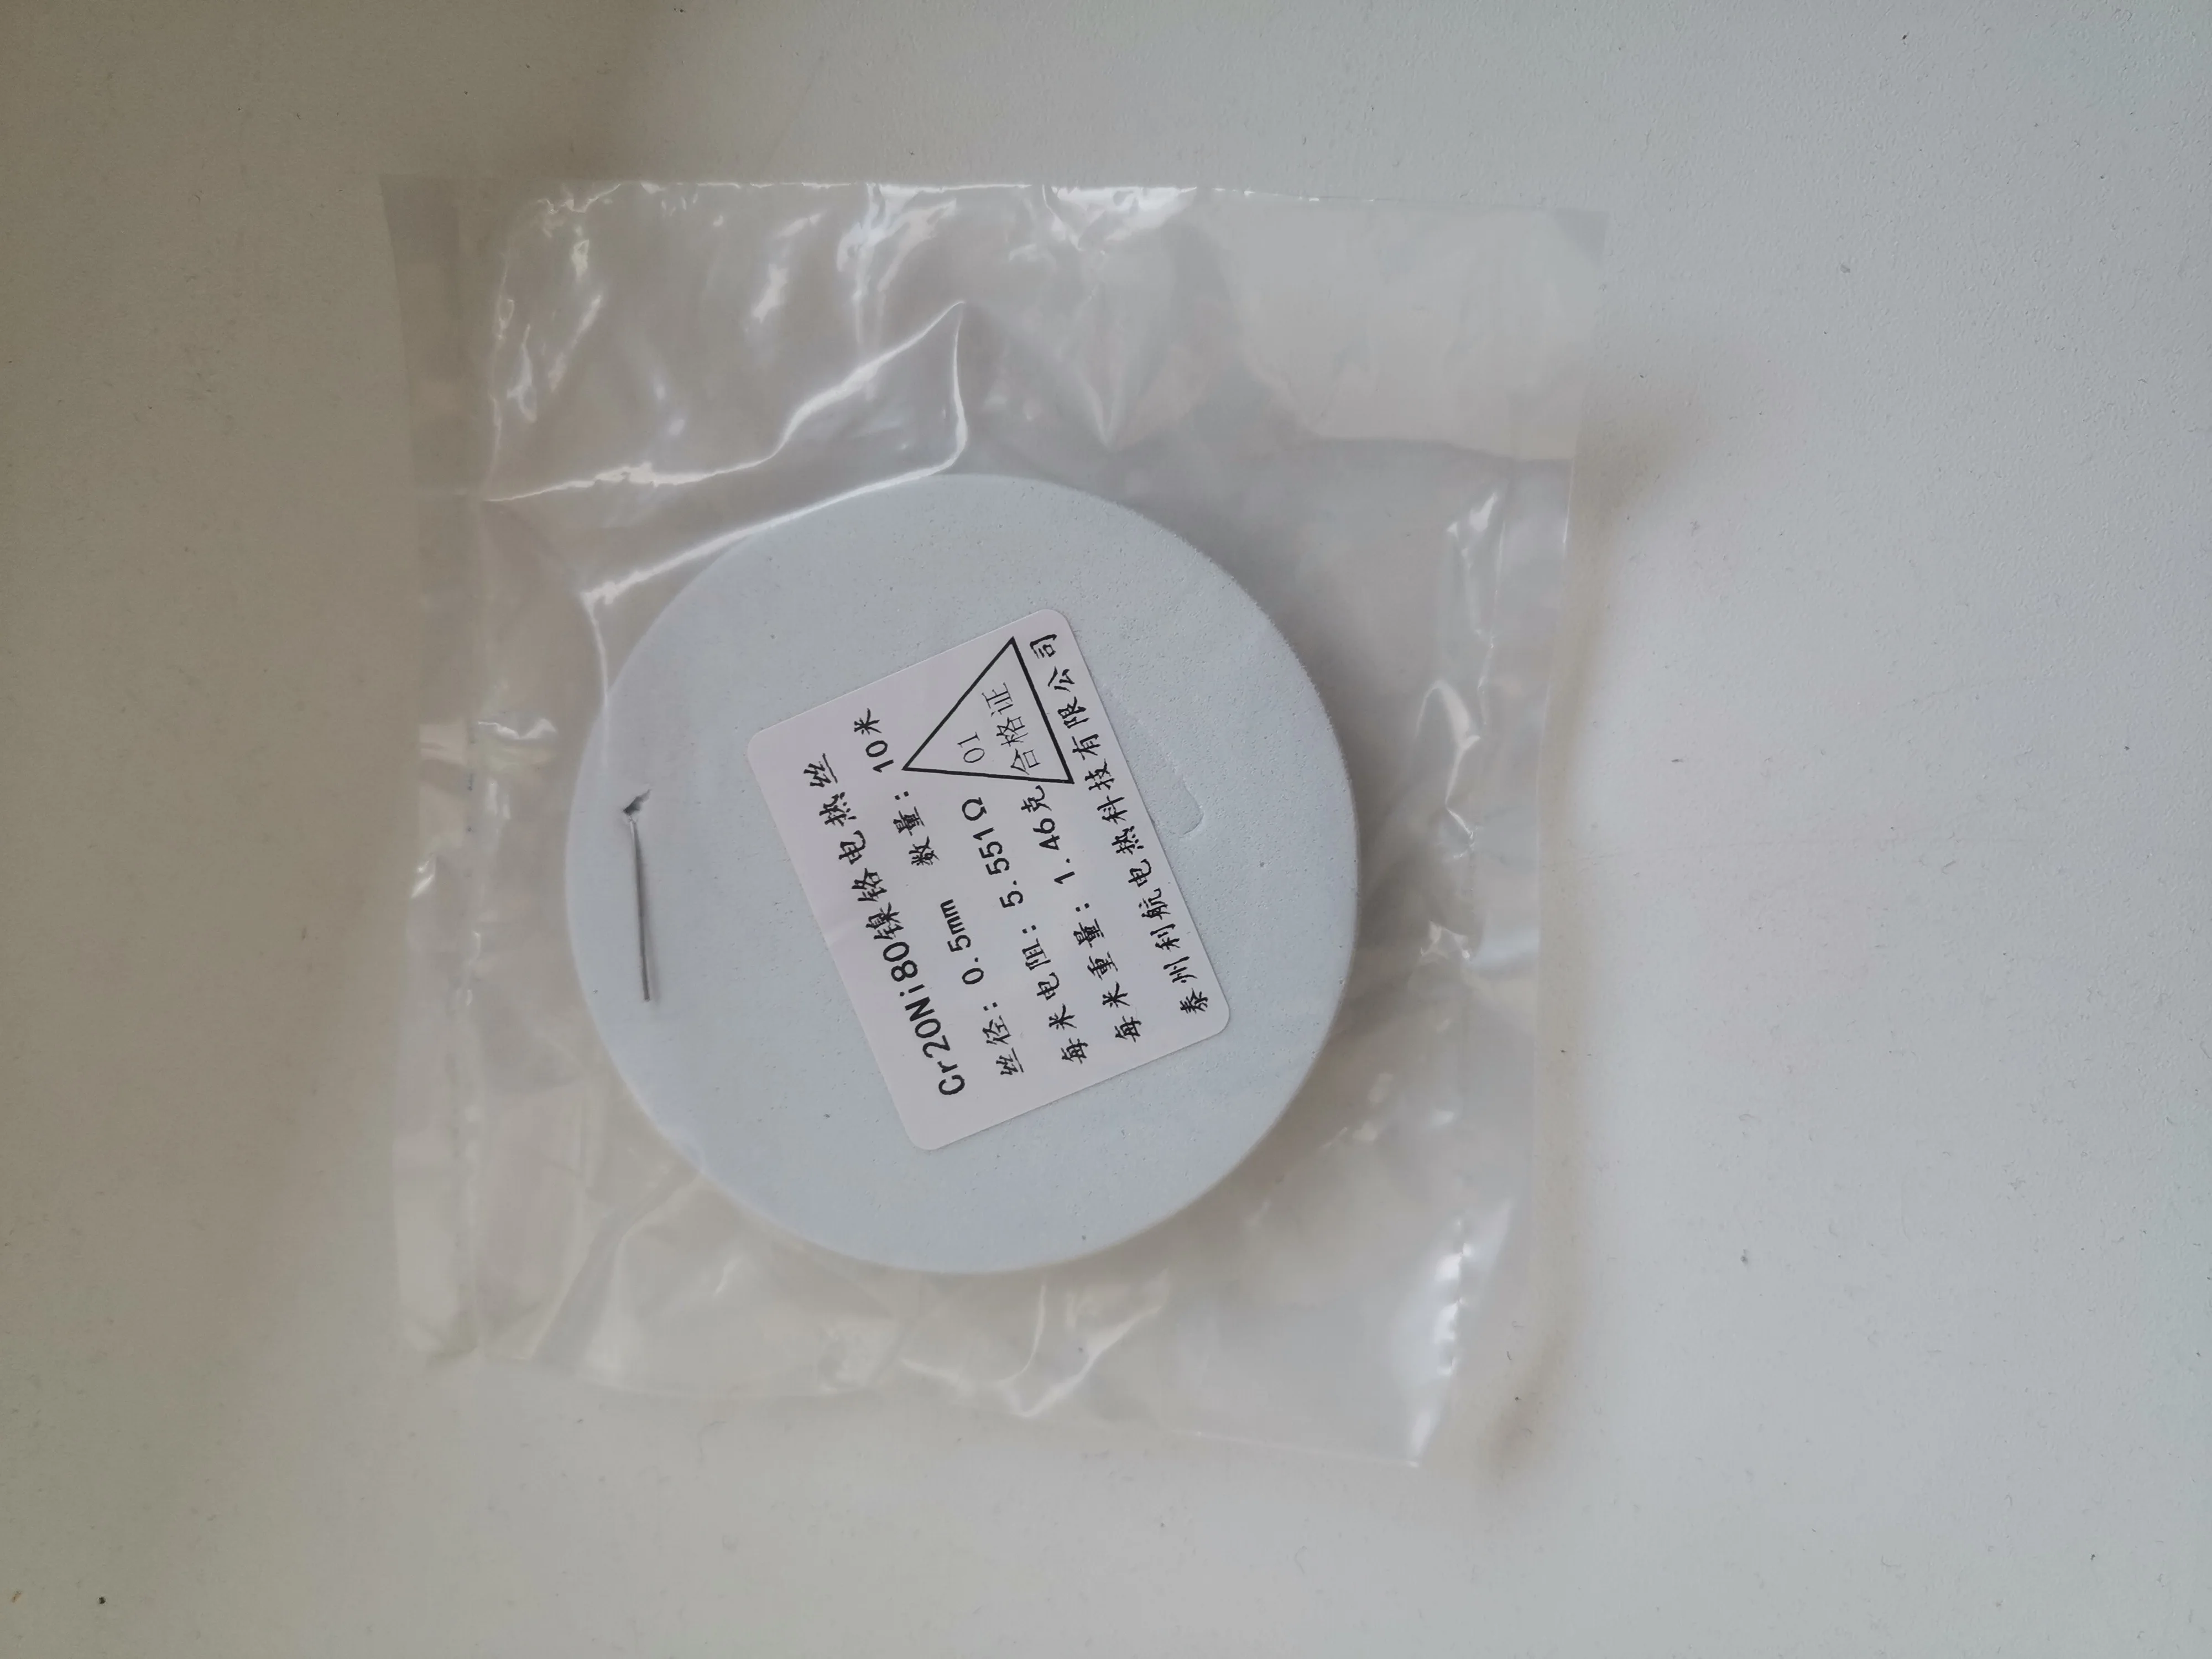 Cr20Ni80镍铬电热丝
丝径：0.5mm 数量：10米
每米电阻：5.551Ω
每米重量：1.46克
01
合格证
泰州利航电热科技有限公司